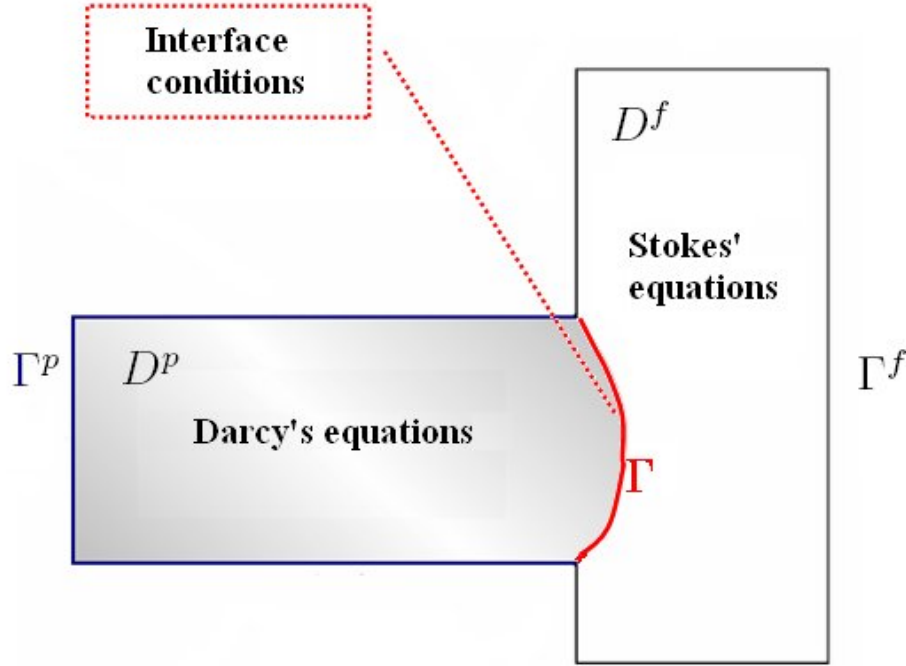 Interface
conditions
D^f
Stokes'
equations
Γ^p
D^p
Γ^f
Darcy's equations
Γ